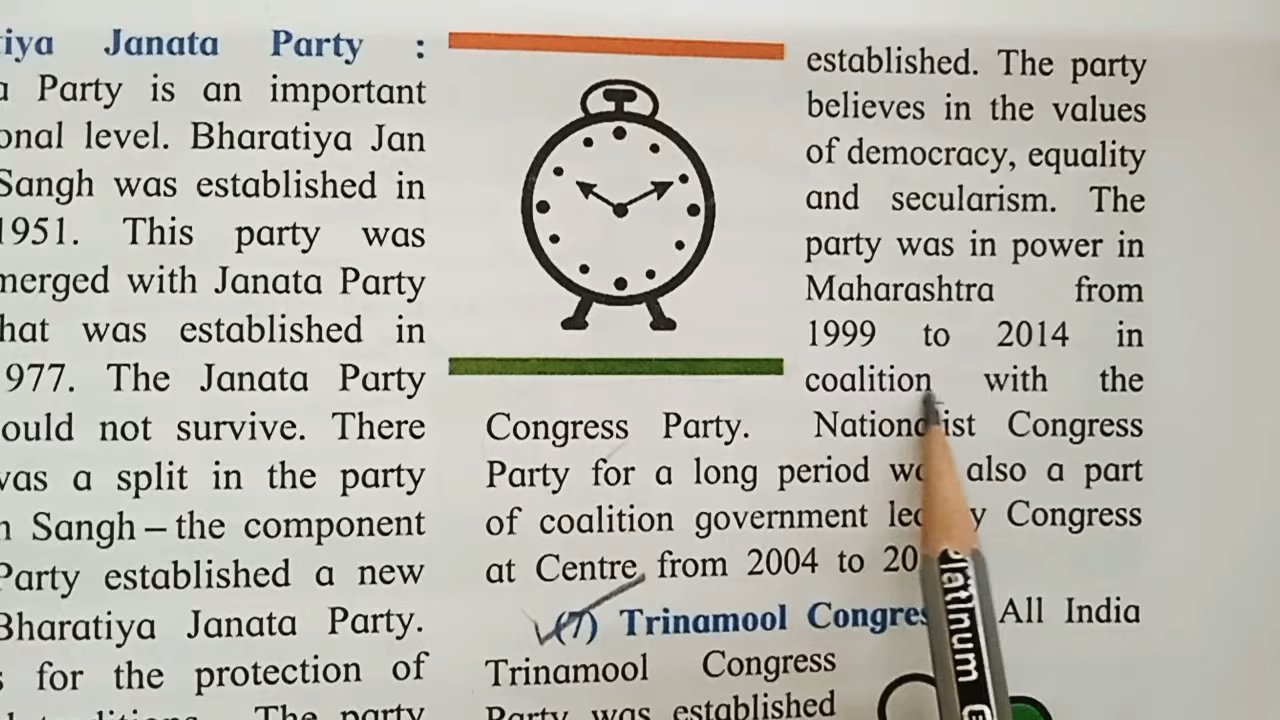 tiya Janata Party :
a Party is an important
onal level. Bharatiya Jan
Sangh was established in
1951. This party was
merged with Janata Party
hat was established in
977. The Janata Party
ould not survive. There
vas a split in the party
n Sangh – the component
Party established a new
Bharatiya Janata Party.
s for the protection of
The party
established. The party
believes in the values
of democracy, equality
and secularism. The
party was in power in
Maharashtra from
1999 to 2014 in
coalition with the
Congress Party. Nationalist Congress
Party for a long period was also a part
of coalition government led by Congress
at Centre from 2004 to 20
(7) Trinamool Congres All India
Trinamool Congress
Party was established
Platinum